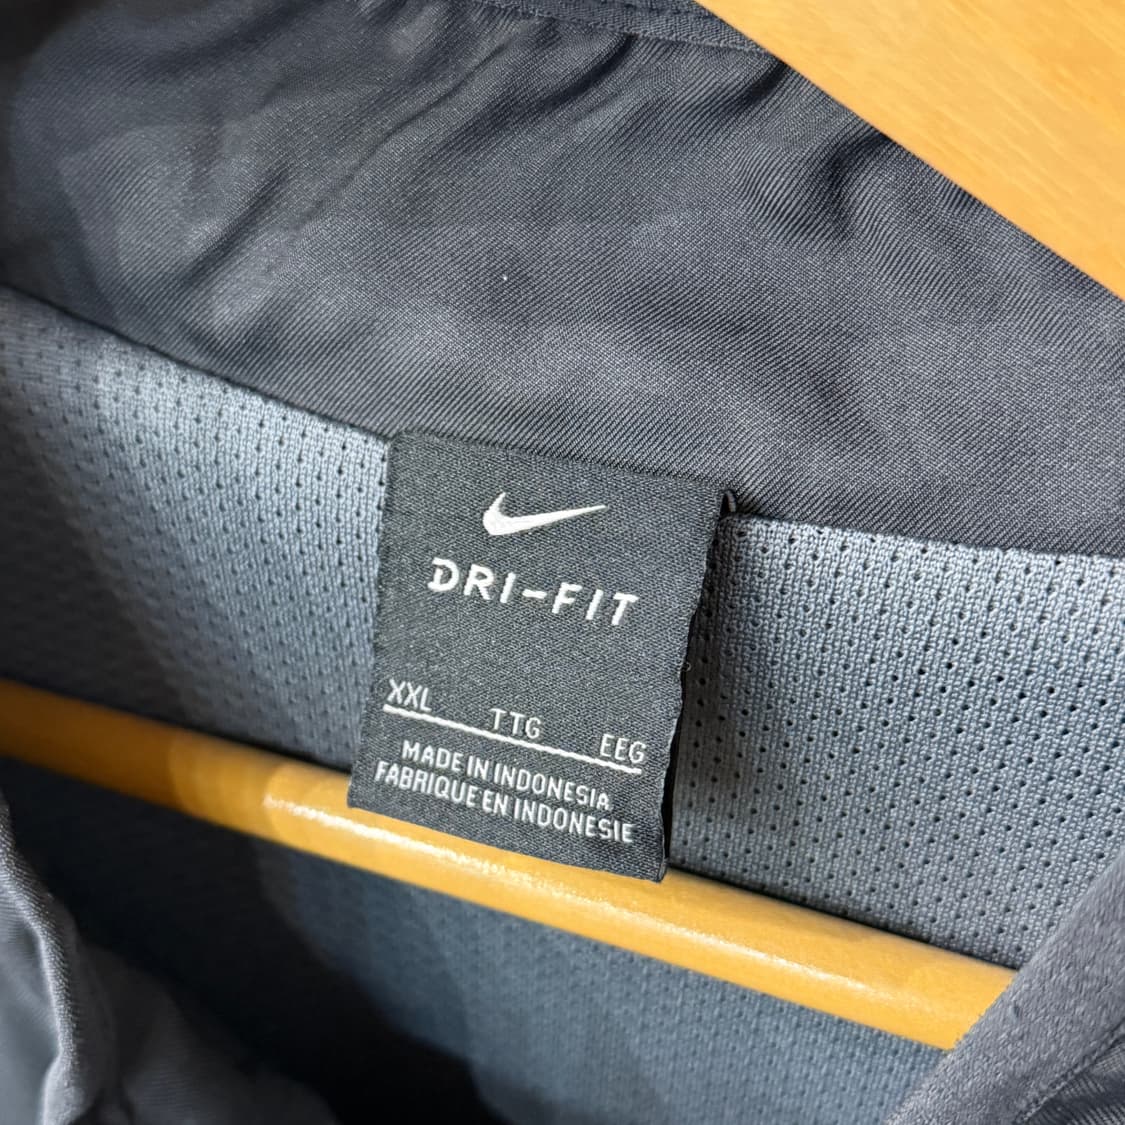 DRI-FIT
XXL TTG EEG
MADE IN INDONESIA
FABRIQUE EN INDONESIE